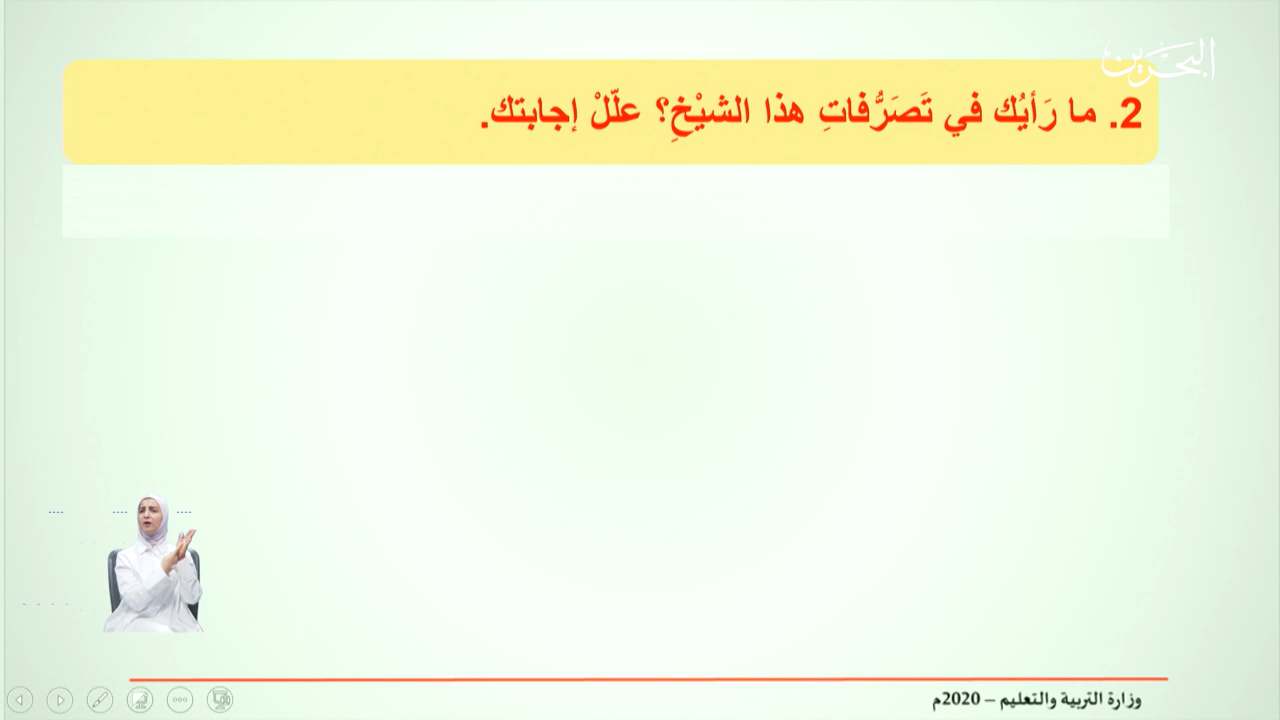 البحرين
2. ما رَأيُك في تَصَرُّفاتِ هذا الشيْخِ؟ علّلْ إجابتك.
وزارة التربية والتعليم – 2020م